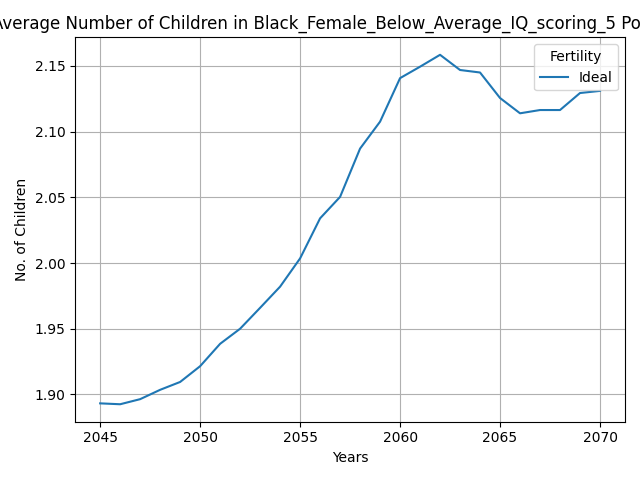 Average Number of Children in Black_Female_Below_Average_IQ_scoring_5 Po
Fertility
Ideal
2.15
2.10
2.05
2.00
1.95
1.90
No. of Children
2045 2050 2055 2060 2065 2070
Years